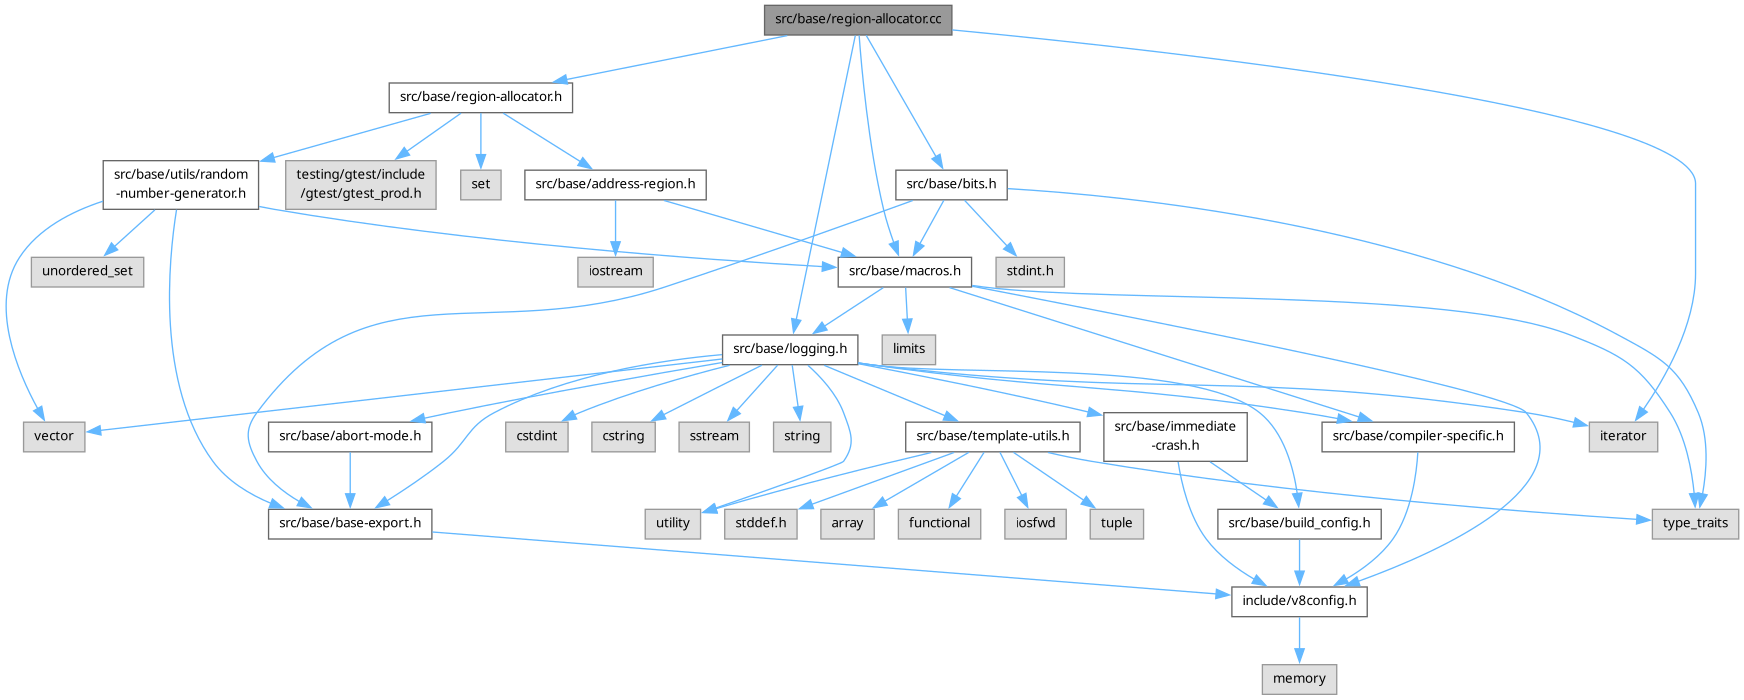 src/base/region-allocator.cc
src/base/region-allocator.h
src/base/utils/random
-number-generator.h
testing/gtest/include
/gtest/gtest_prod.h
set
src/base/address-region.h
src/base/bits.h
unordered_set
iostream
src/base/macros.h
stdint.h
src/base/logging.h
limits
vector
src/base/abort-mode.h
cstdint
cstring
sstream
string
src/base/template-utils.h
src/base/immediate
-crash.h
src/base/compiler-specific.h
iterator
src/base/base-export.h
utility
stddef.h
array
functional
iosfwd
tuple
src/base/build_config.h
type_traits
include/v8config.h
memory